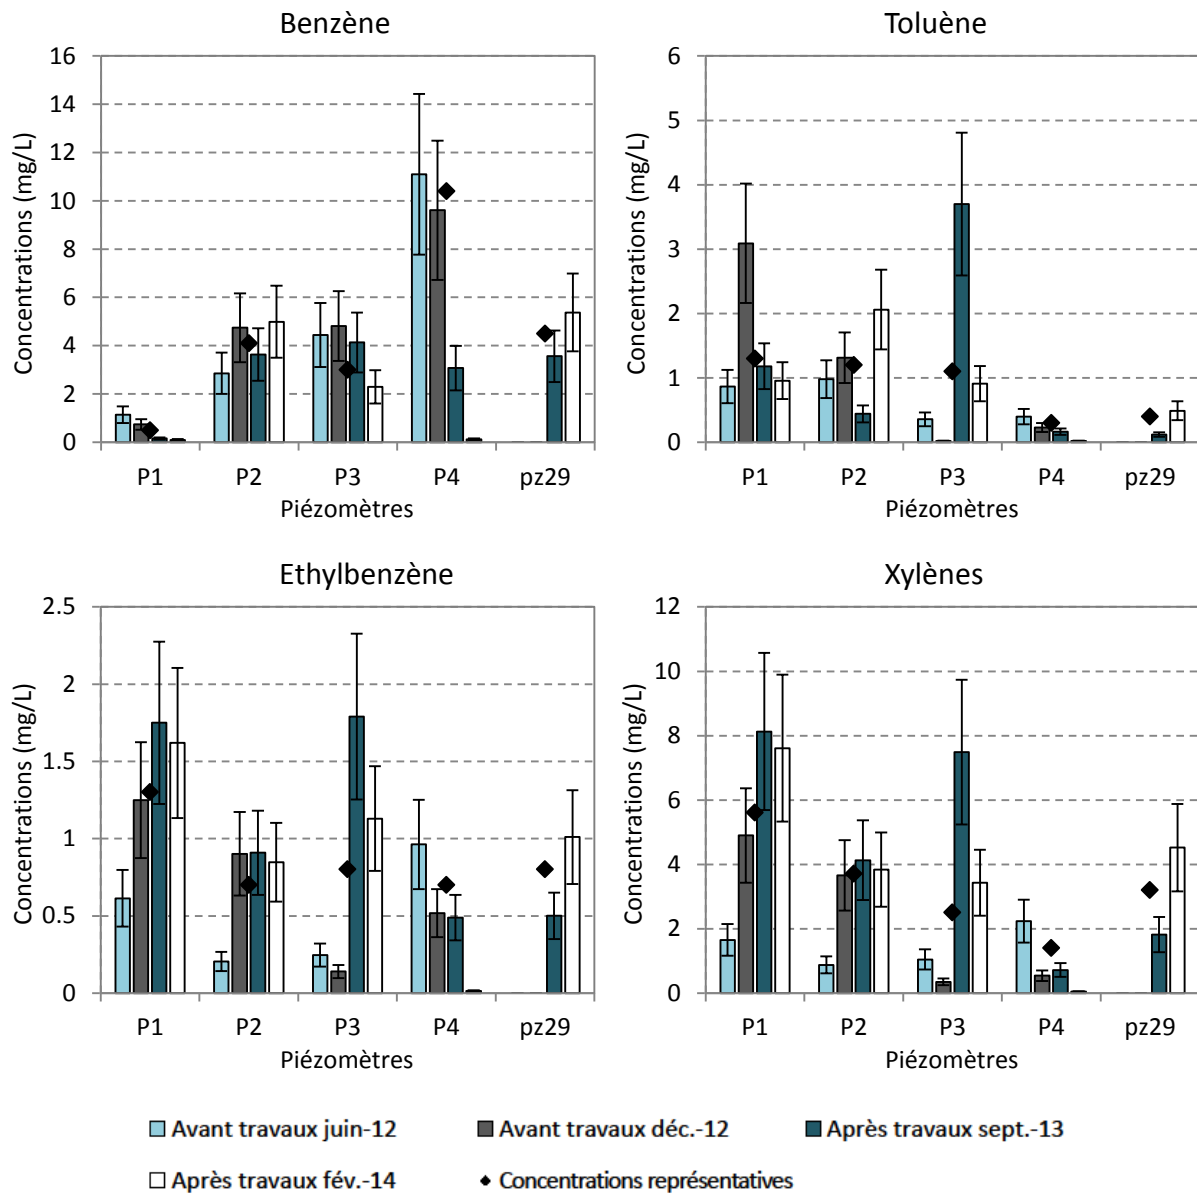 Benzène
16
14
12
10
8
6
4
2
0
Concentrations (mg/L)
P1 P2 P3 P4 pz29
Piézomètres
Toluène
6
5
4
3
2
1
0
Concentrations (mg/L)
P1 P2 P3 P4 pz29
Piézomètres
Ethylbenzène
2.5
2
1.5
1
0.5
0
Concentrations (mg/L)
P1 P2 P3 P4 pz29
Piézomètres
Xylènes
12
10
8
6
4
2
0
Concentrations (mg/L)
P1 P2 P3 P4 pz29
Piézomètres
Avant travaux juin-12 Avant travaux déc.-12 Après travaux sept.-13
Après travaux fév.-14 Concentrations représentatives